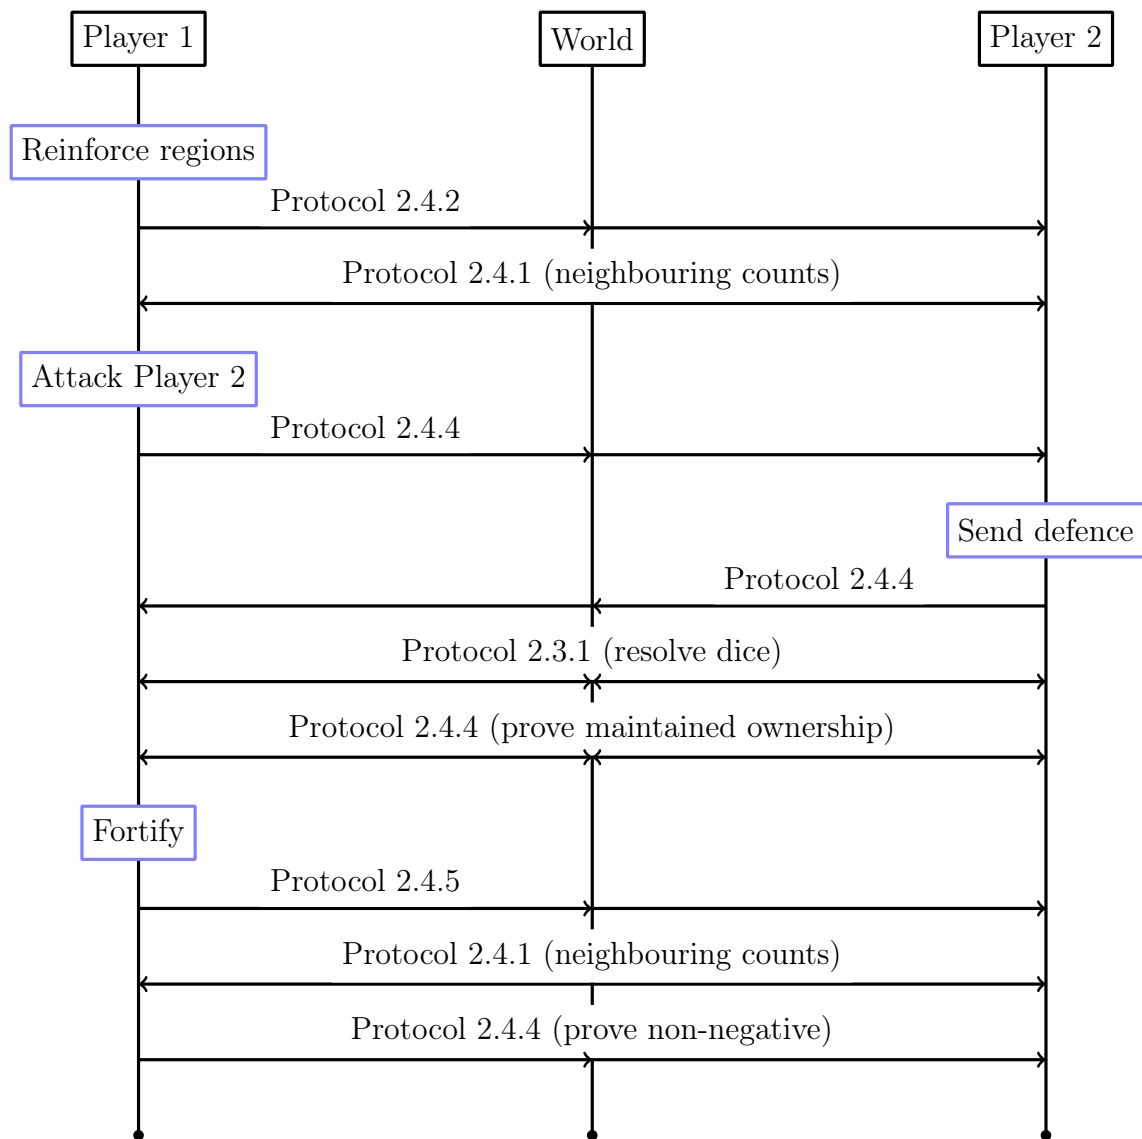 Player 1
World
Player 2
Reinforce regions
Protocol 2.4.2
Protocol 2.4.1 (neighbouring counts)
Attack Player 2
Protocol 2.4.4
Send defence
Protocol 2.4.4
Protocol 2.3.1 (resolve dice)
Protocol 2.4.4 (prove maintained ownership)
Fortify
Protocol 2.4.5
Protocol 2.4.1 (neighbouring counts)
Protocol 2.4.4 (prove non-negative)